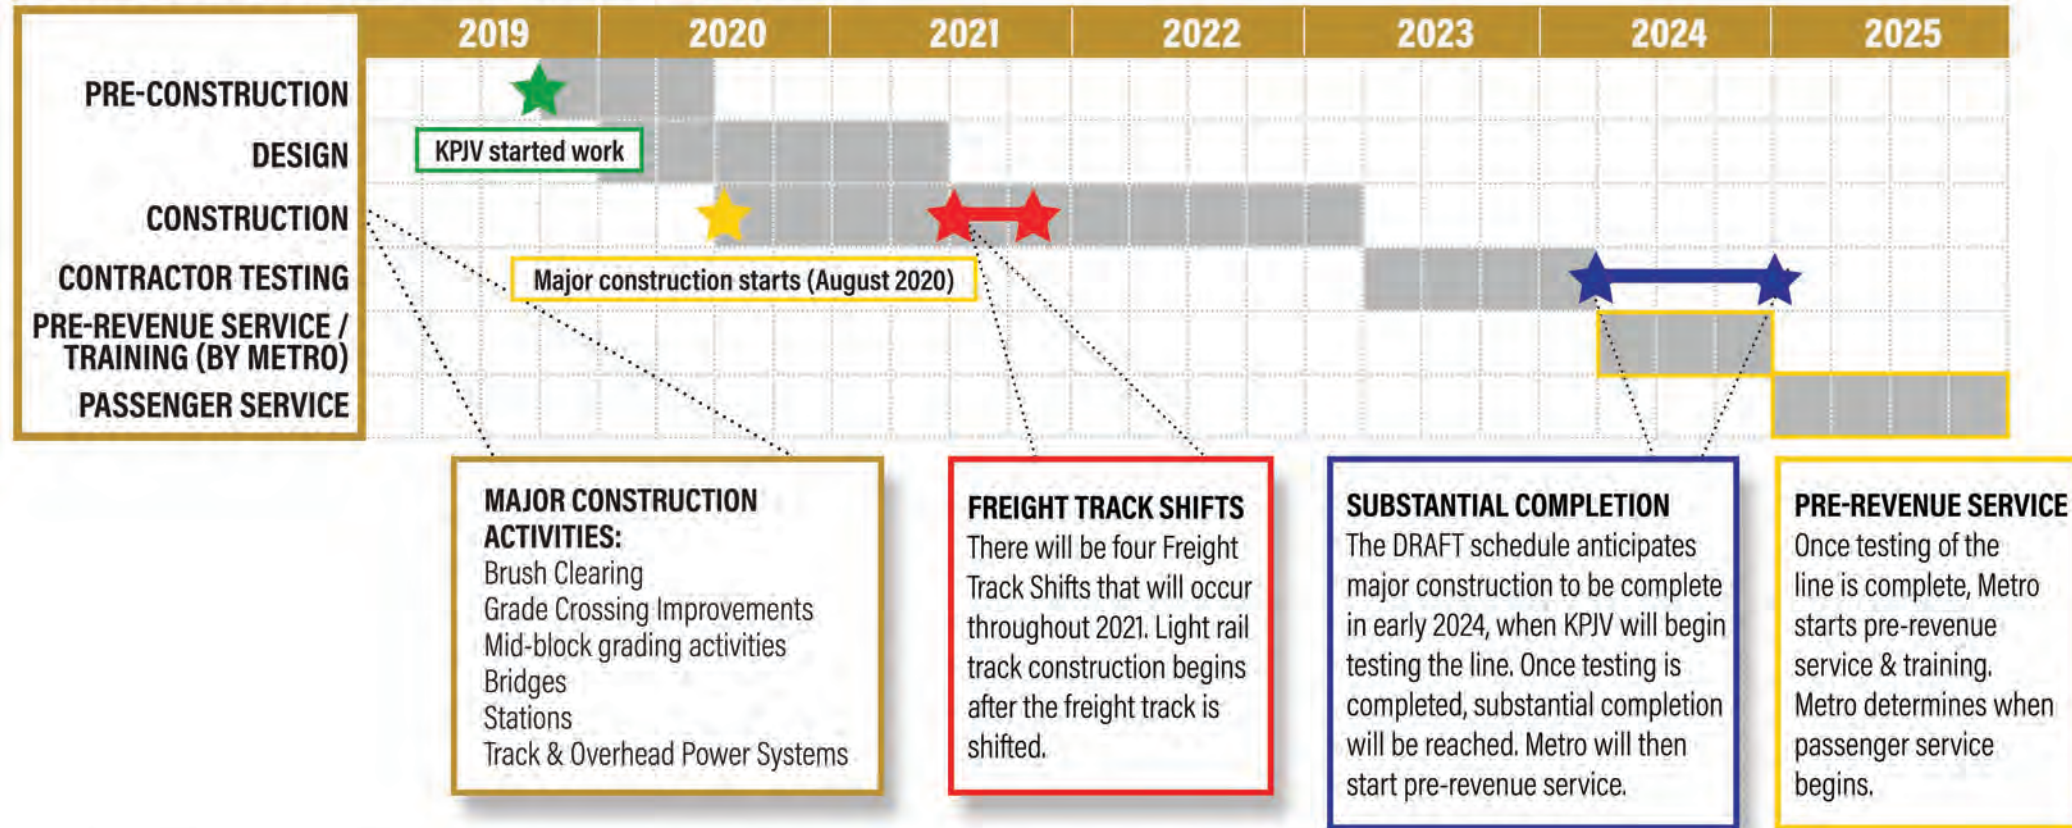 2019 2020 2021 2022 2023 2024 2025
PRE-CONSTRUCTION
DESIGN
CONSTRUCTION
CONTRACTOR TESTING
PRE-REVENUE SERVICE /
TRAINING (BY METRO)
PASSENGER SERVICE
KPJV started work
Major construction starts (August 2020)
MAJOR CONSTRUCTION
ACTIVITIES:
Brush Clearing
Grade Crossing Improvements
Mid-block grading activities
Bridges
Stations
Track & Overhead Power Systems
FREIGHT TRACK SHIFTS
There will be four Freight
Track Shifts that will occur
throughout 2021. Light rail
track construction begins
after the freight track is
shifted.
SUBSTANTIAL COMPLETION
The DRAFT schedule anticipates
major construction to be complete
in early 2024, when KPJV will begin
testing the line. Once testing is
completed, substantial completion
will be reached. Metro will then
start pre-revenue service.
PRE-REVENUE SERVICE
Once testing of the
line is complete, Metro
starts pre-revenue
service & training.
Metro determines when
passenger service
begins.